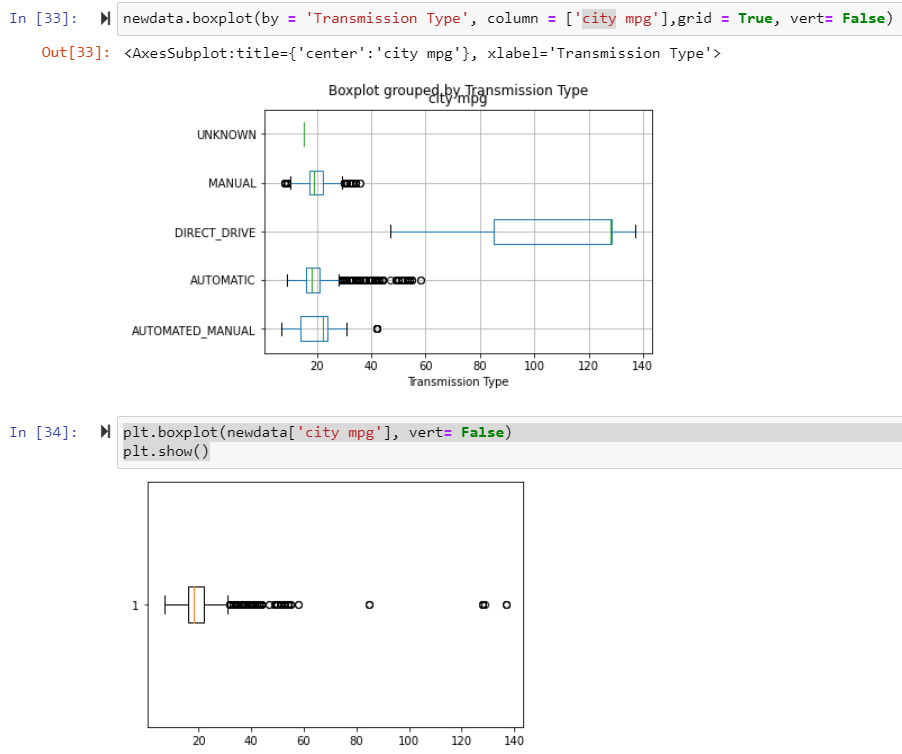 In [33]: newdata.boxplot(by = 'Transmission Type', column = ['city mpg'],grid = True, vert= False)
Out[33]: <AxesSubplot:title={'center':'city mpg'}, xlabel='Transmission Type'>
Boxplot grouped by Transmission Type
city mpg
UNKNOWN
MANUAL
DIRECT_DRIVE
AUTOMATIC
AUTOMATED_MANUAL
20 40 60 80 100 120 140
Transmission Type
In [34]: plt.boxplot(newdata['city mpg'], vert= False)
plt.show()
1
20 40 60 80 100 120 140